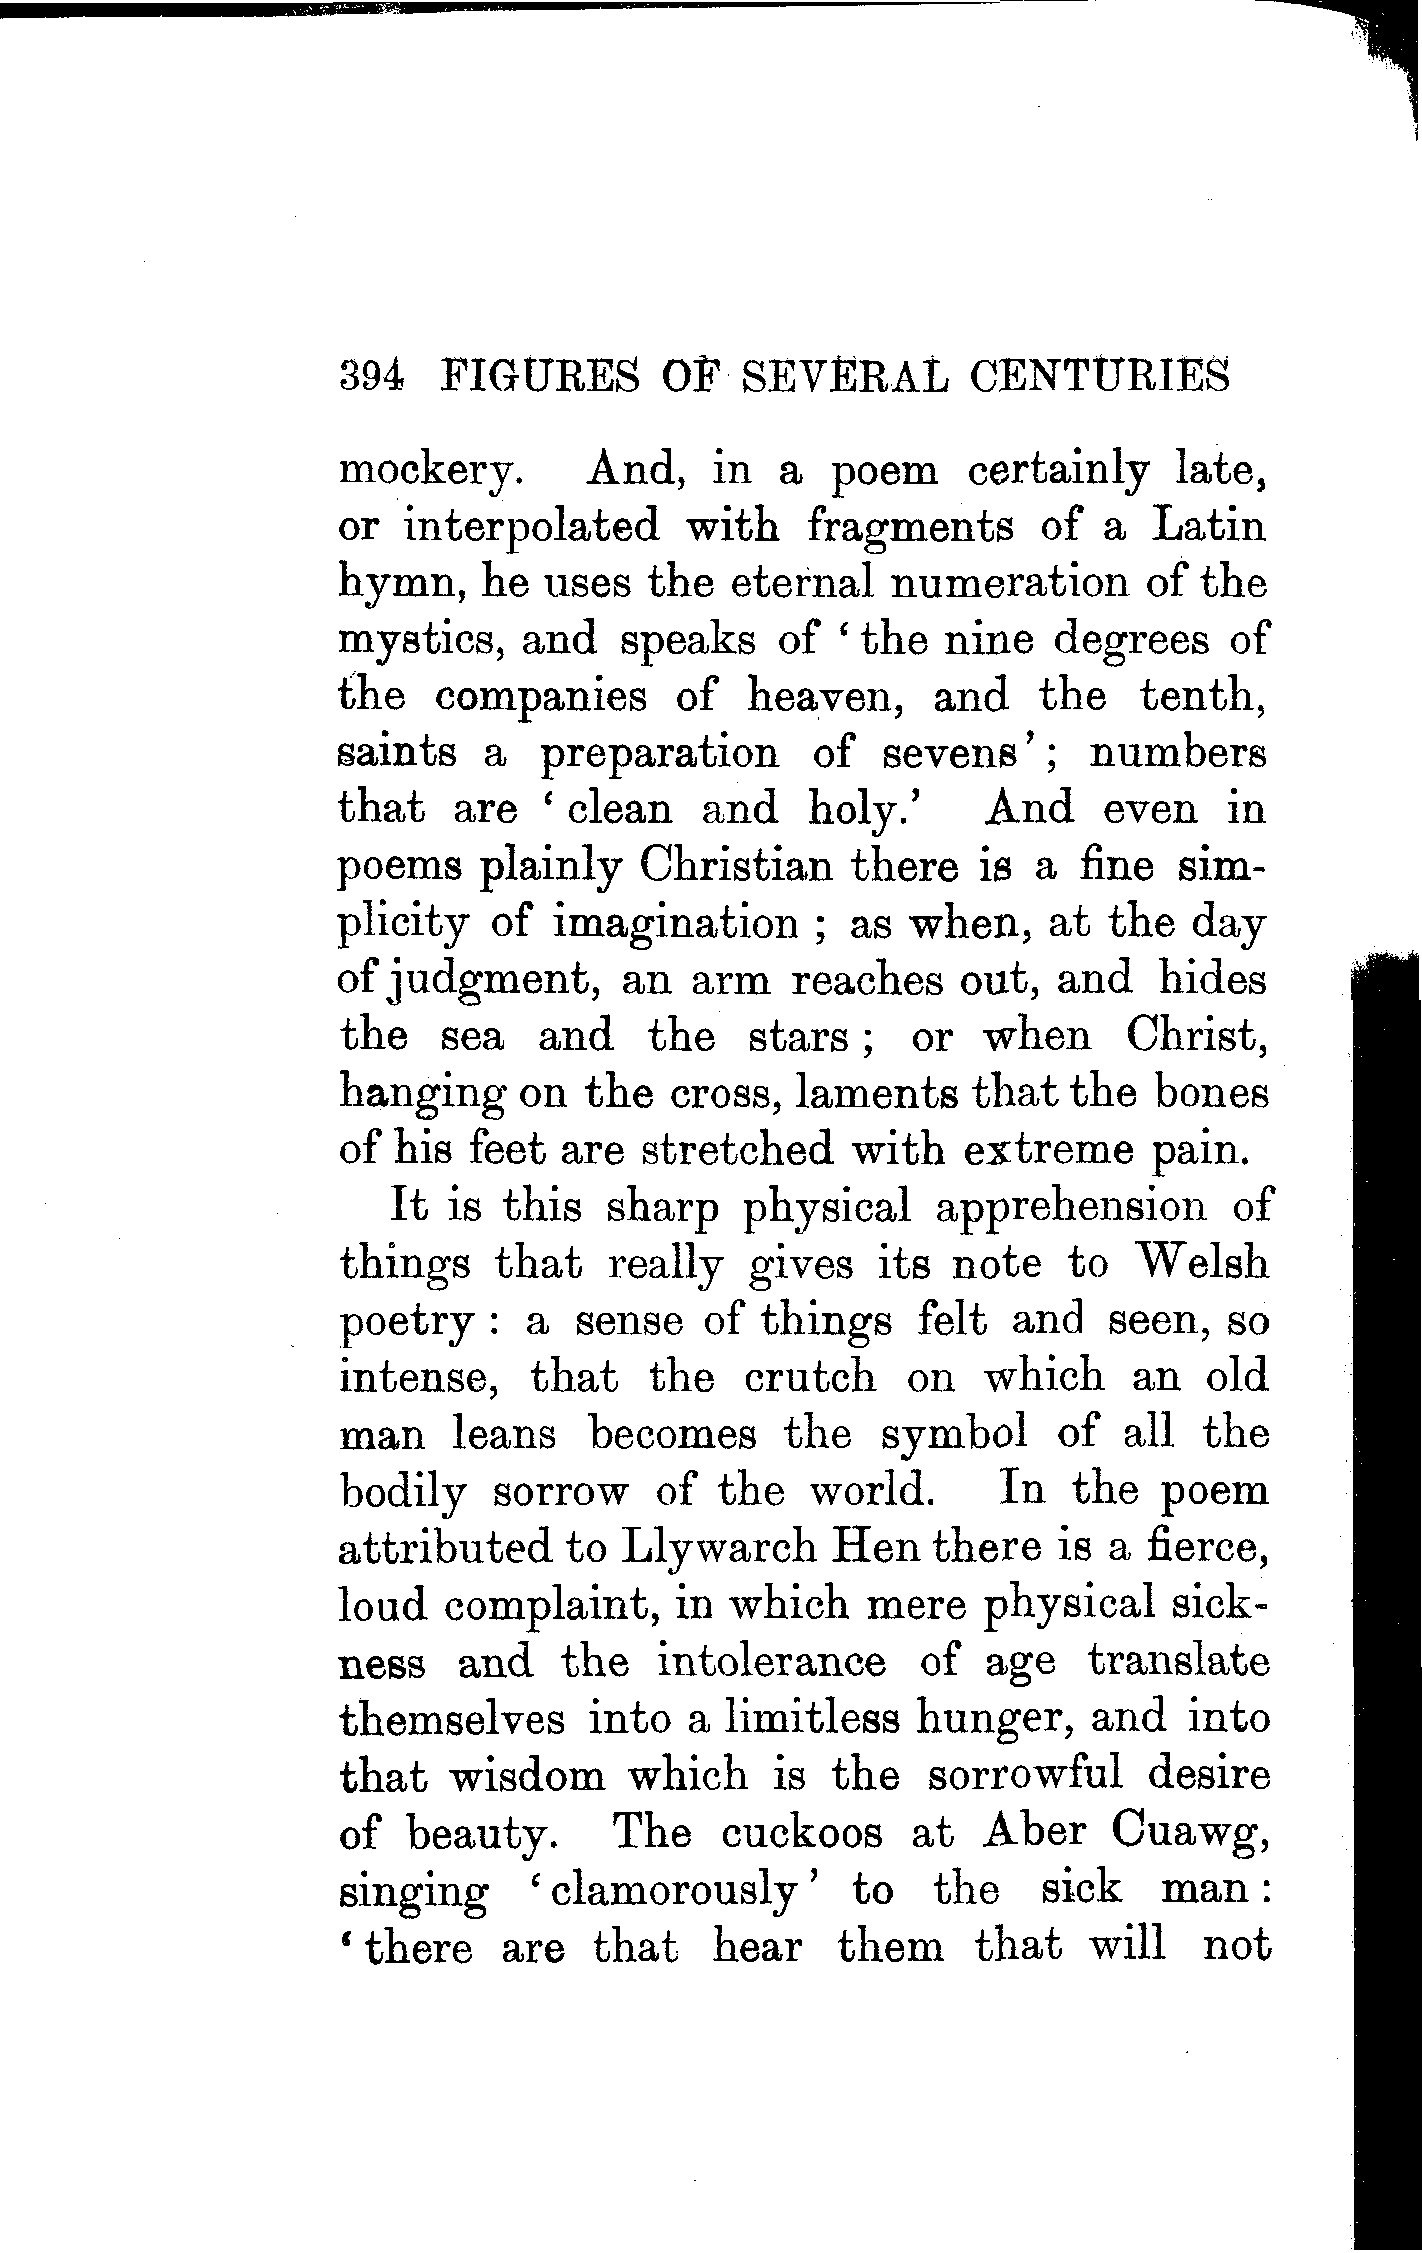 394 FIGURES OF SEVERAL CENTURIES
mockery. And, in a poem certainly late,
or interpolated with fragments of a Latin
hymn, he uses the eternal numeration of the
mystics, and speaks of ‘ the nine degrees of
the companies of heaven, and the tenth,
saints a preparation of sevens’ ; numbers
that are ‘ clean and holy.’ And even in
poems plainly Christian there is a fine sim-
plicity of imagination ; as when, at the day
of judgment, an arm reaches out, and hides
the sea and the stars ; or when Christ,
hanging on the cross, laments that the bones
of his feet are stretched with extreme pain.
It is this sharp physical apprehension of
things that really gives its note to Welsh
poetry : a sense of things felt and seen, so
intense, that the crutch on which an old
man leans becomes the symbol of all the
bodily sorrow of the world. In the poem
attributed to Llywarch Hen there is a fierce,
loud complaint, in which mere physical sick-
ness and the intolerance of age translate
themselves into a limitless hunger, and into
that wisdom which is the sorrowful desire
of beauty. The cuckoos at Aber Cuawg,
singing ‘ clamorously ’ to the sick man :
‘ there are that hear them that will not